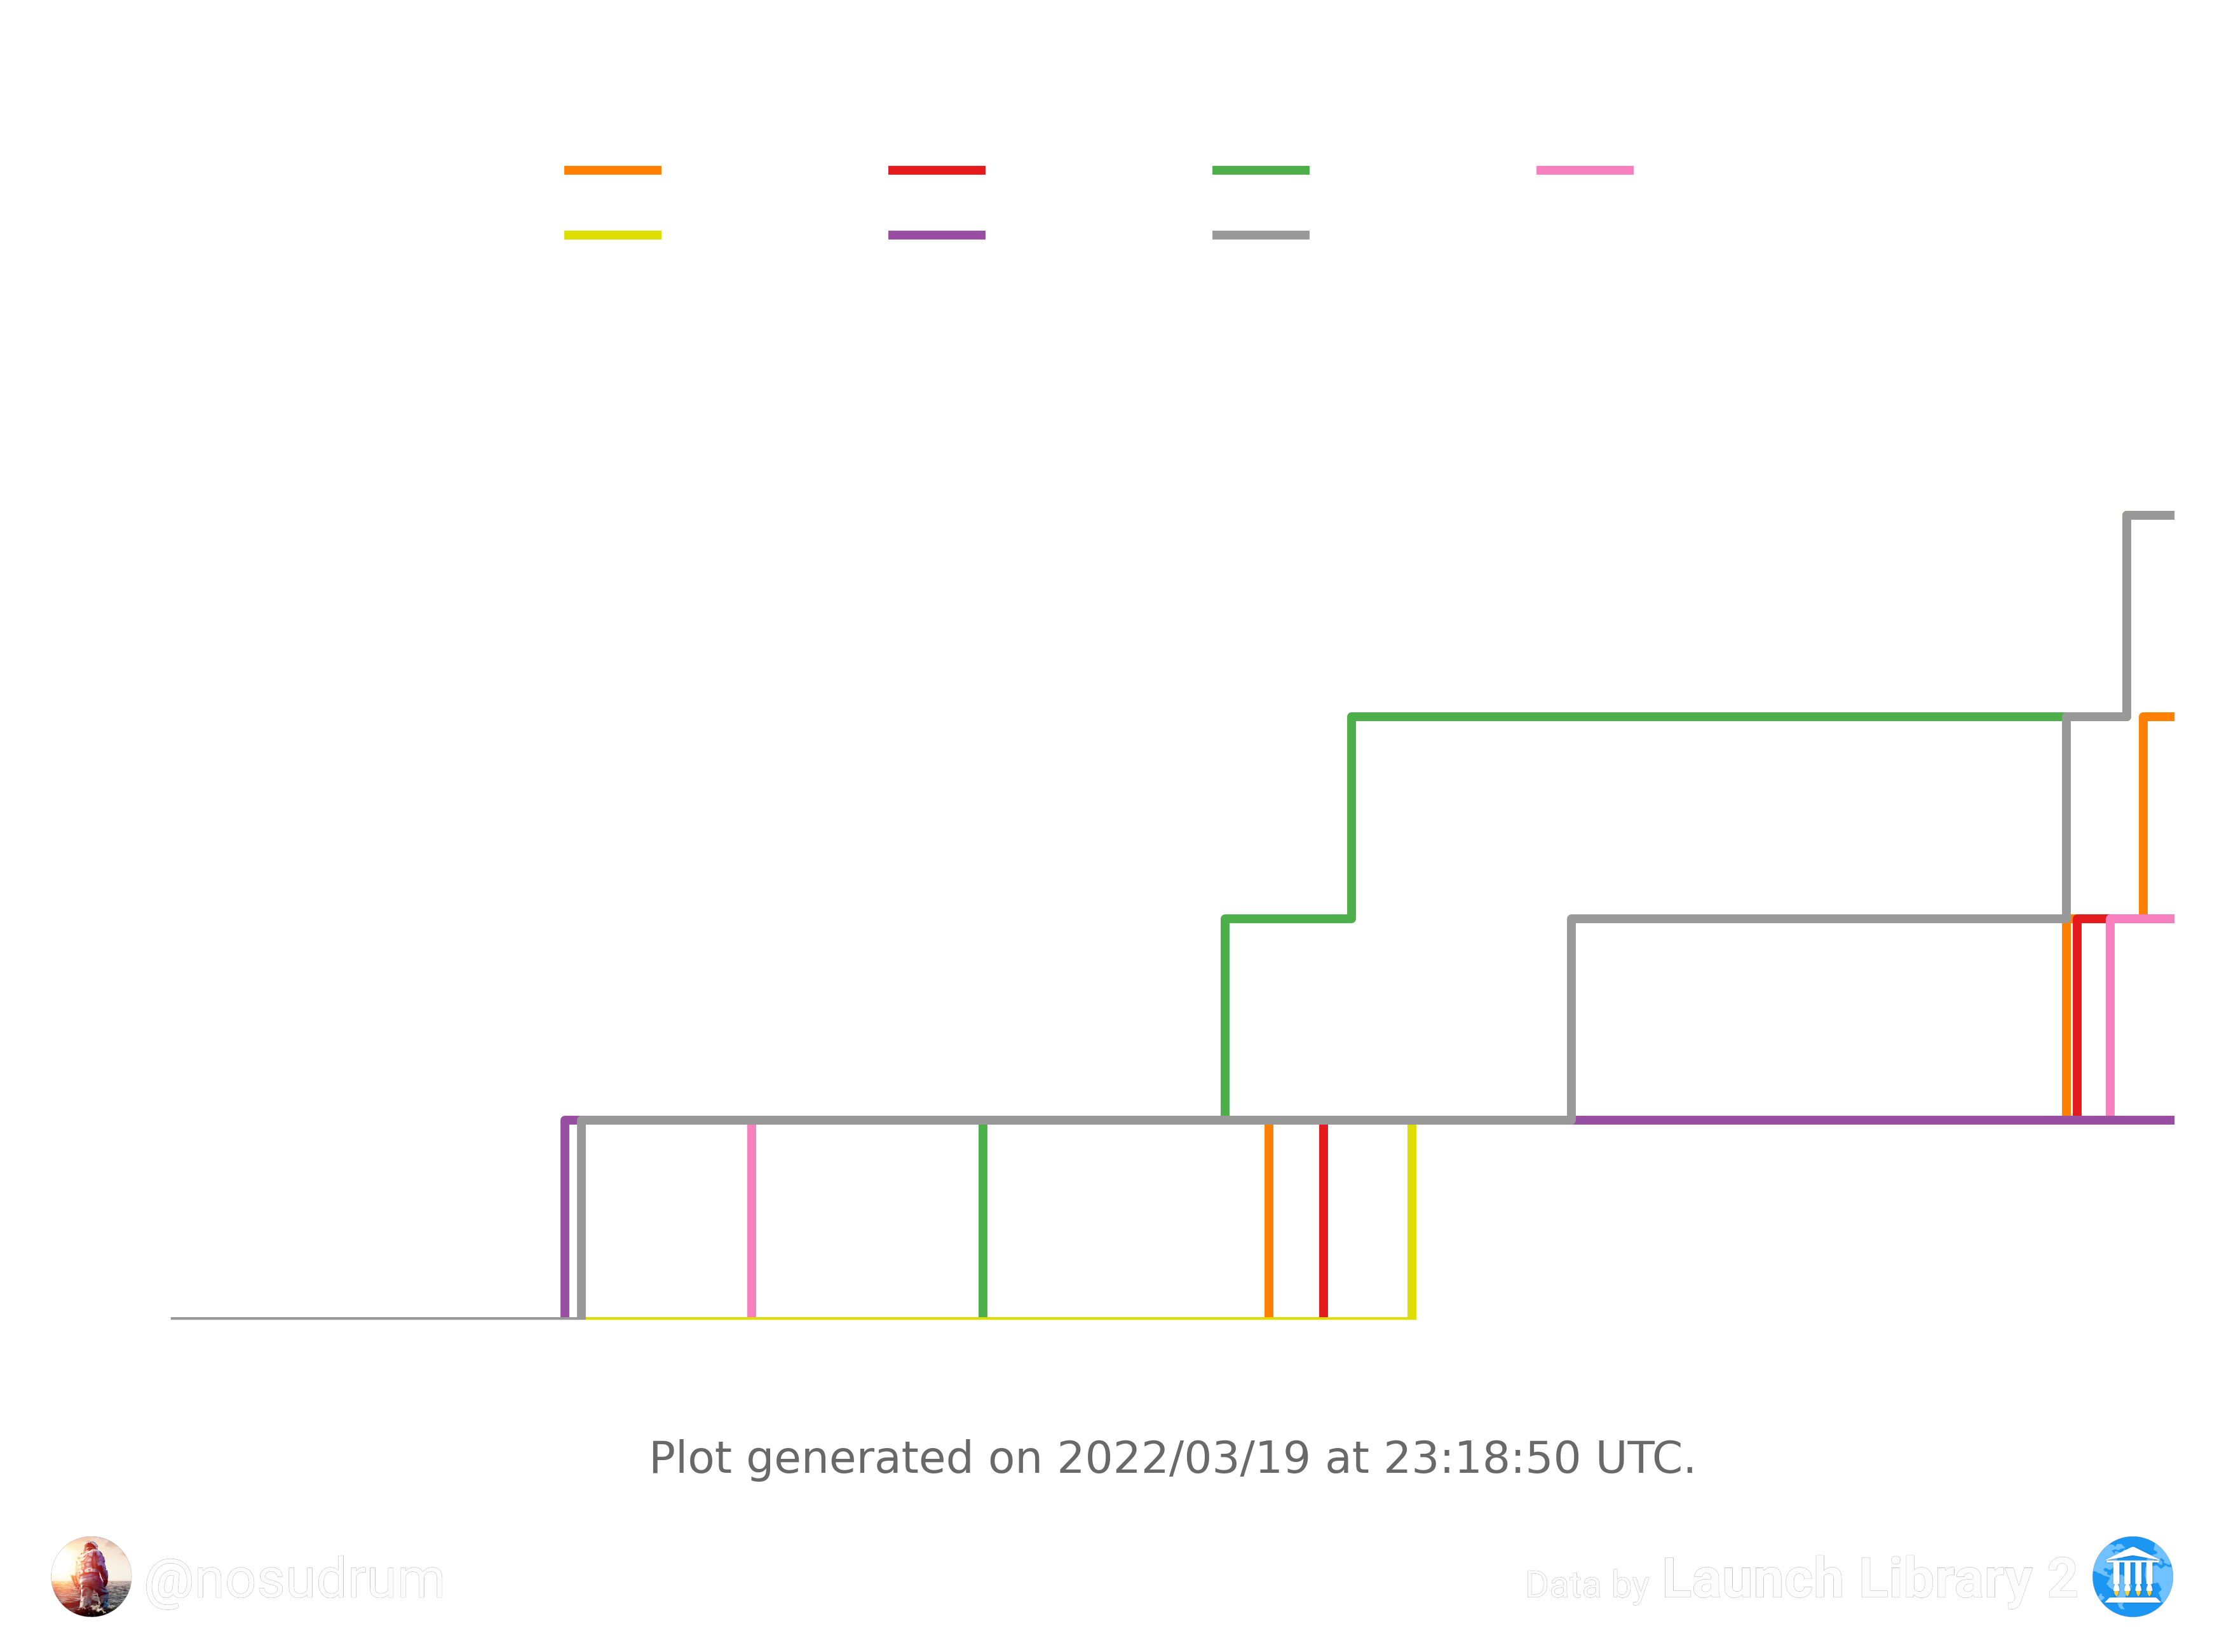 Plot generated on 2022/03/19 at 23:18:50 UTC.
@nosudrum
Data by Launch Library 2